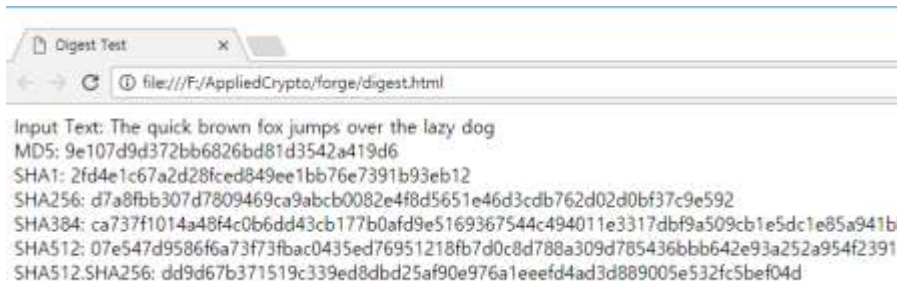 Digest Test
file:///F:/AppliedCrypto/forge/digest.html
Input Text: The quick brown fox jumps over the lazy dog
MD5: 9e107d9d372bb6826bd81d3542a419d6
SHA1: 2fd4e1c67a2d28fced849ee1bb76e7391b93eb12
SHA256: d7a8fbb307d7809469ca9abcb0082e4f8d5651e46d3cdb762d02d0bf37c9e592
SHA384: ca737f1014a48f4c0b6dd43cb177b0afd9e5169367544c494011e3317dbf9a509cb1e5dc1e85a941b
SHA512: 07e547d9586f6a73f73fbac0435ed76951218fb7d0c8d788a309d785436bbb642e93a252a954f2391
SHA512.SHA256: dd9d67b371519c339ed8dbd25af90e976a1eeefd4ad3d889005e532fc5bef04d